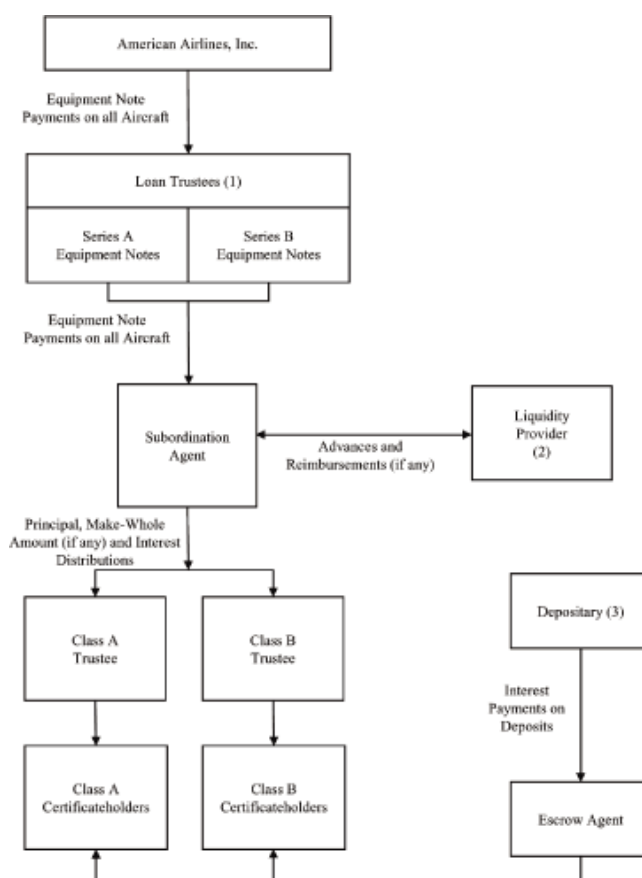 American Airlines, Inc.
Equipment Note
Payments on all Aircraft
Loan Trustees (1)
Series A
Equipment Notes
Series B
Equipment Notes
Equipment Note
Payments on all Aircraft
Subordination
Agent
Advances and
Reimbursements (if any)
Liquidity
Provider
(2)
Principal, Make-Whole
Amount (if any) and Interest
Distributions
Class A
Trustee
Class B
Trustee
Depositary (3)
Interest
Payments on
Deposits
Class A
Certificateholders
Class B
Certificateholders
Escrow Agent